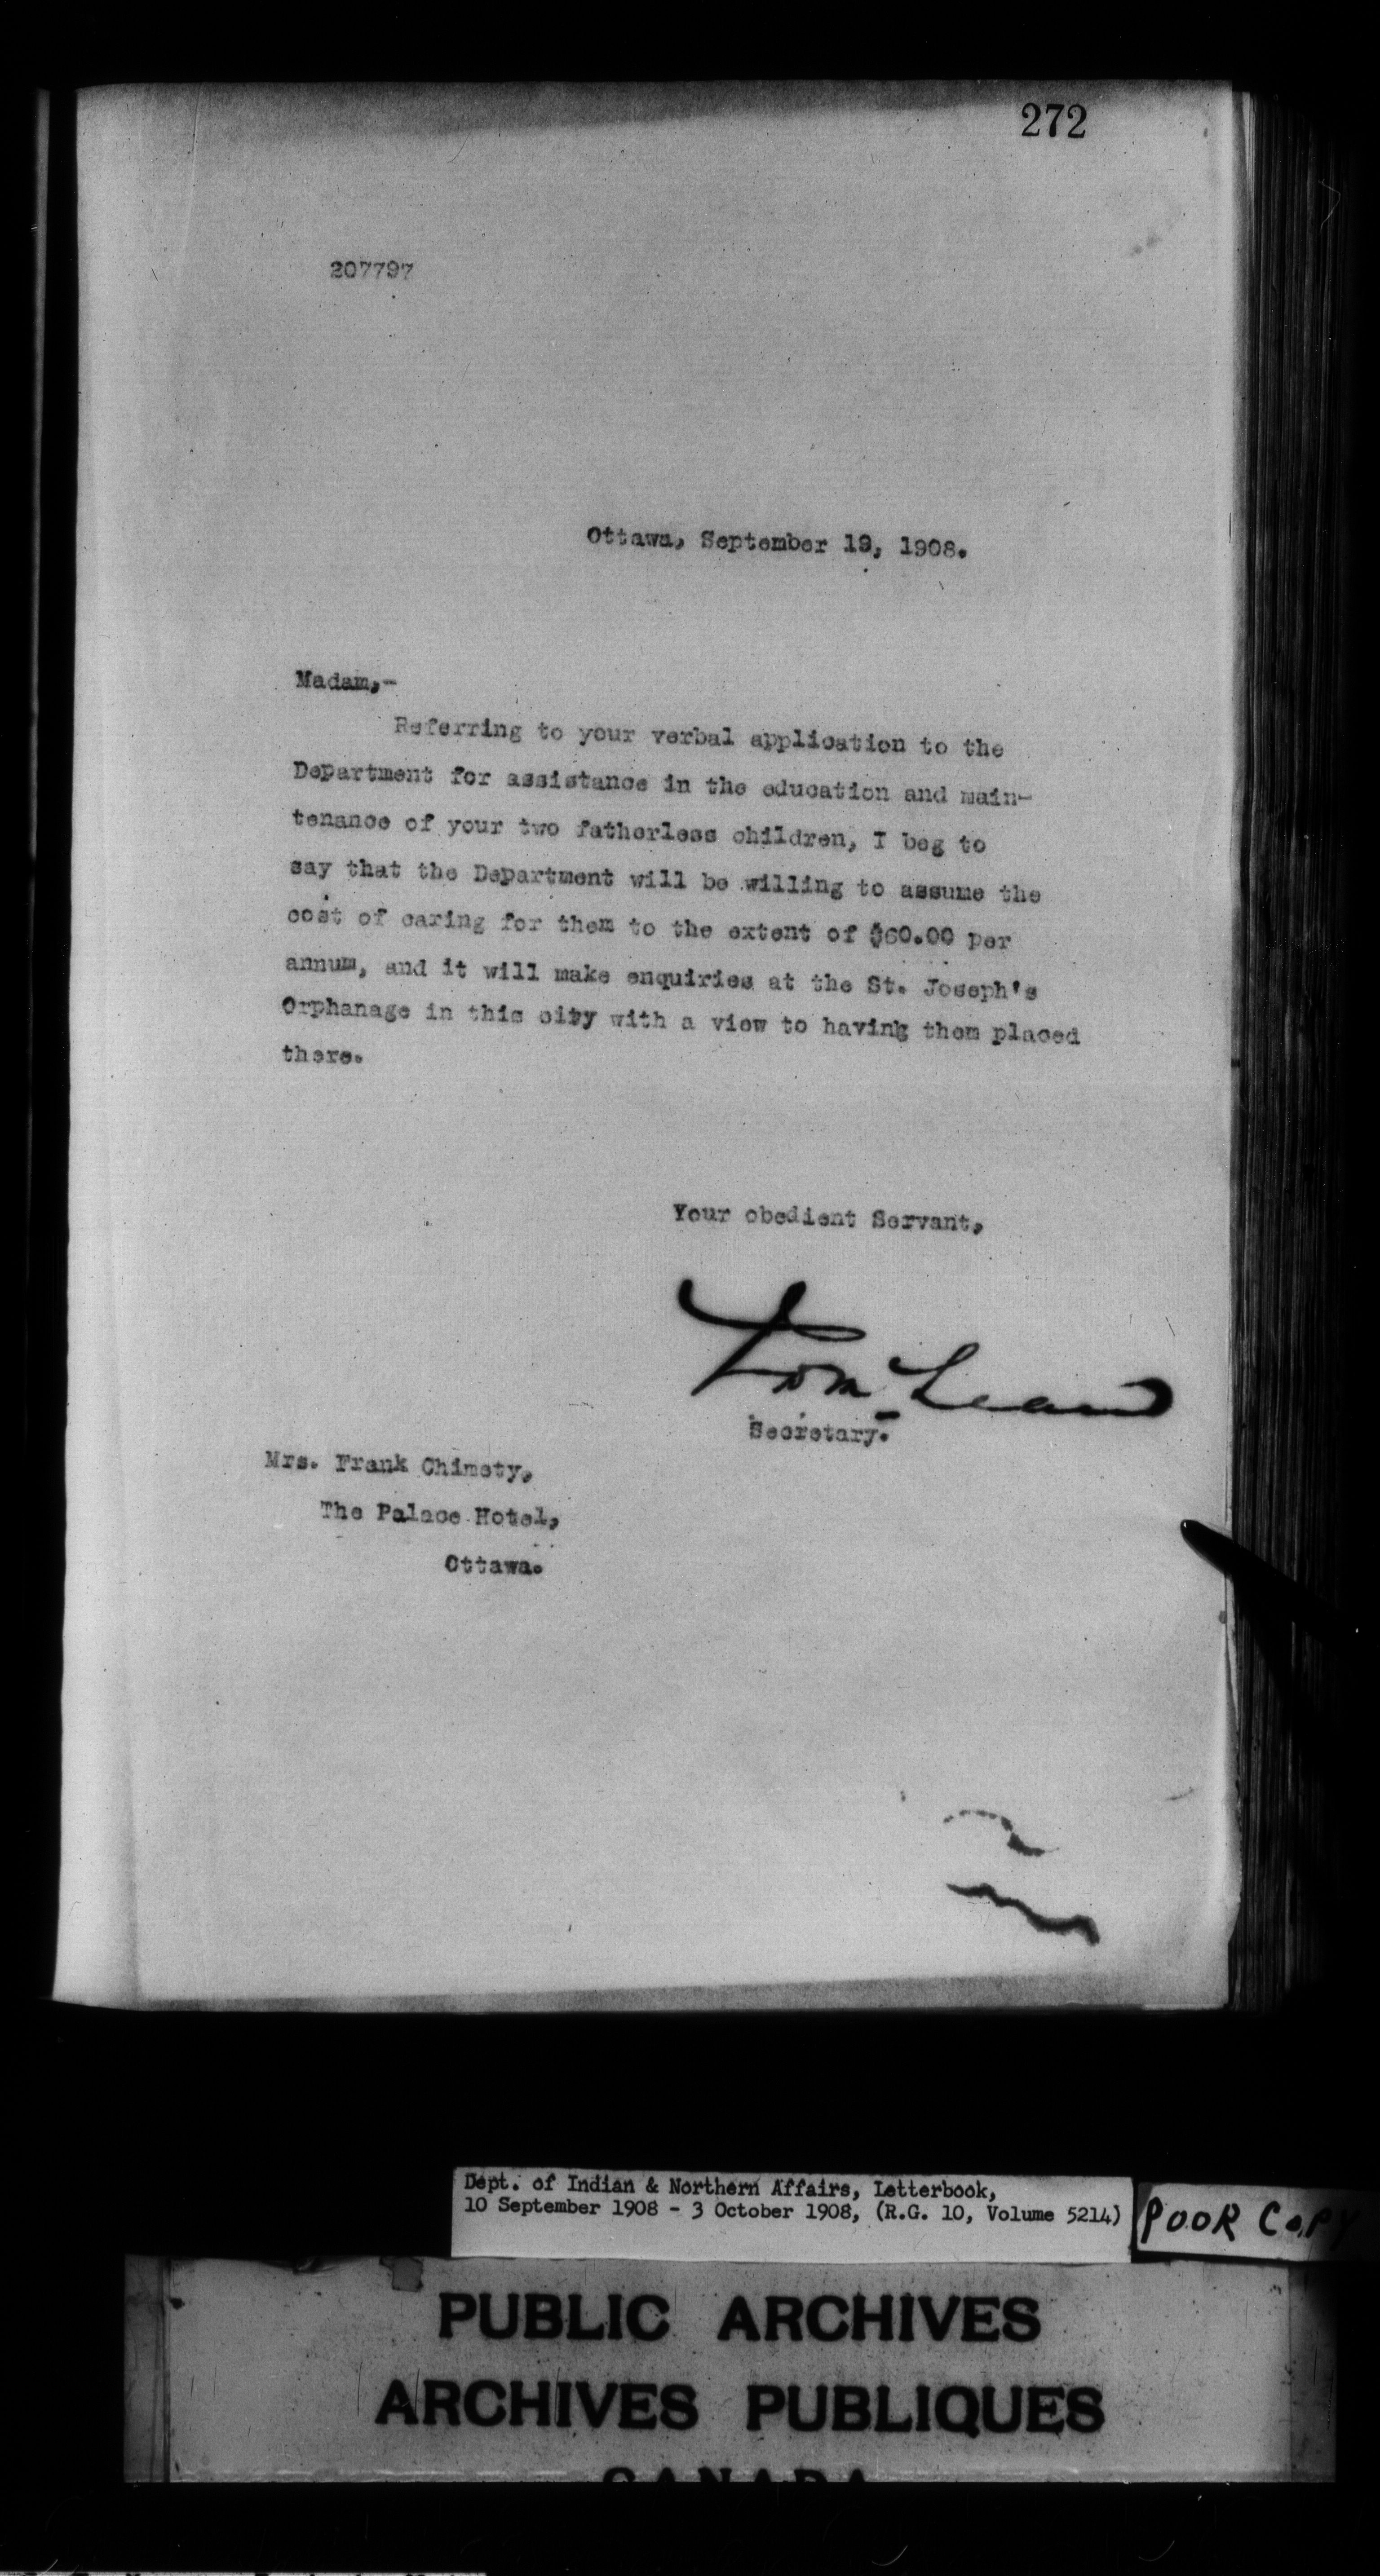 272
207797
Ottawa, September 19, 1908.
Madam,-
Referring to your verbal application to the
Department for assistance in the education and main-
tenance of your two fatherless children, I beg to
say that the Department will be willing to assume the
cost of caring for them to the extent of $60.00 per
annum, and it will make enquiries at the St. Joseph's
Orphanage in this city with a view to having them placed
there.
Your obedient Servant,
Secretary.
Mrs. Frank Chimsty,
The Palace Hotel,
Ottawa.
Dept. of Indian & Northern Affairs, Letterbook,
10 September 1908 - 3 October 1908, (R.G. 10, Volume 5214)
POOR COPY
PUBLIC ARCHIVES
ARCHIVES PUBLIQUES
CANADA